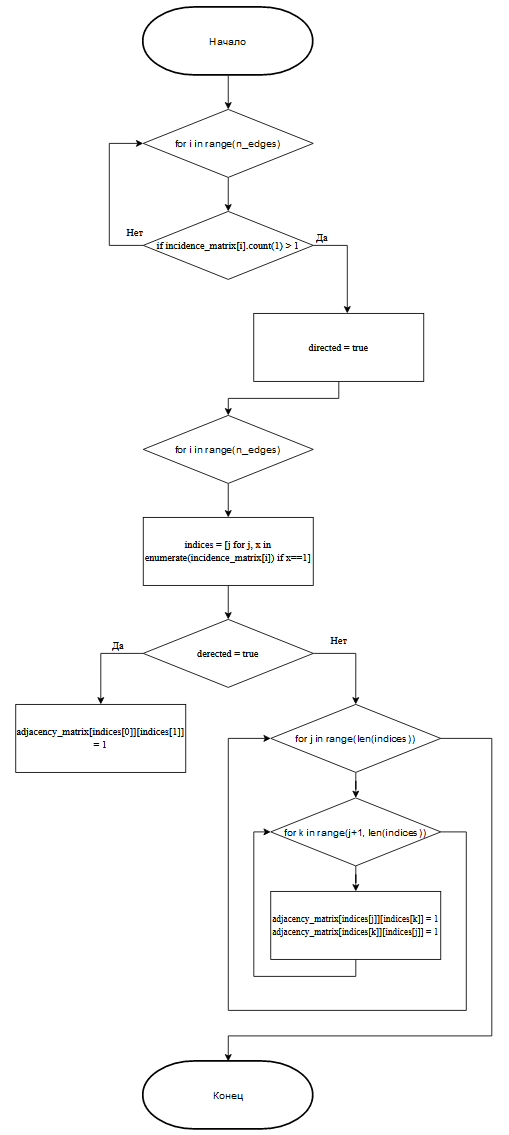 Начало
for i in range(n_edges)
if incidence_matrix[i].count(1) > 1
Нет
Да
directed = true
for i in range(n_edges)
indices = [j for j, x in
enumerate(incidence_matrix[i]) if x==1]
derected = true
Да
Нет
adjacency_matrix[indices[0]][indices[1]]
= 1
for j in range(len(indices))
for k in range(j+1, len(indices))
adjacency_matrix[indices[j]][indices[k]] = 1
adjacency_matrix[indices[k]][indices[j]] = 1
Конец